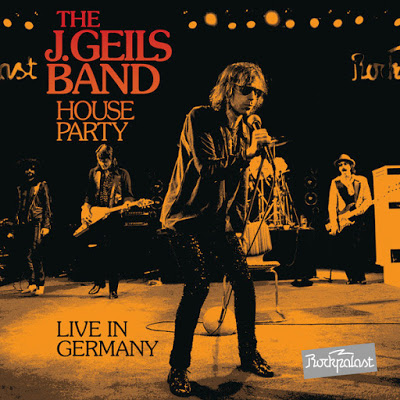 THE
J. GEILS
BAND
HOUSE
PARTY
LIVE IN
GERMANY
Rockpalast